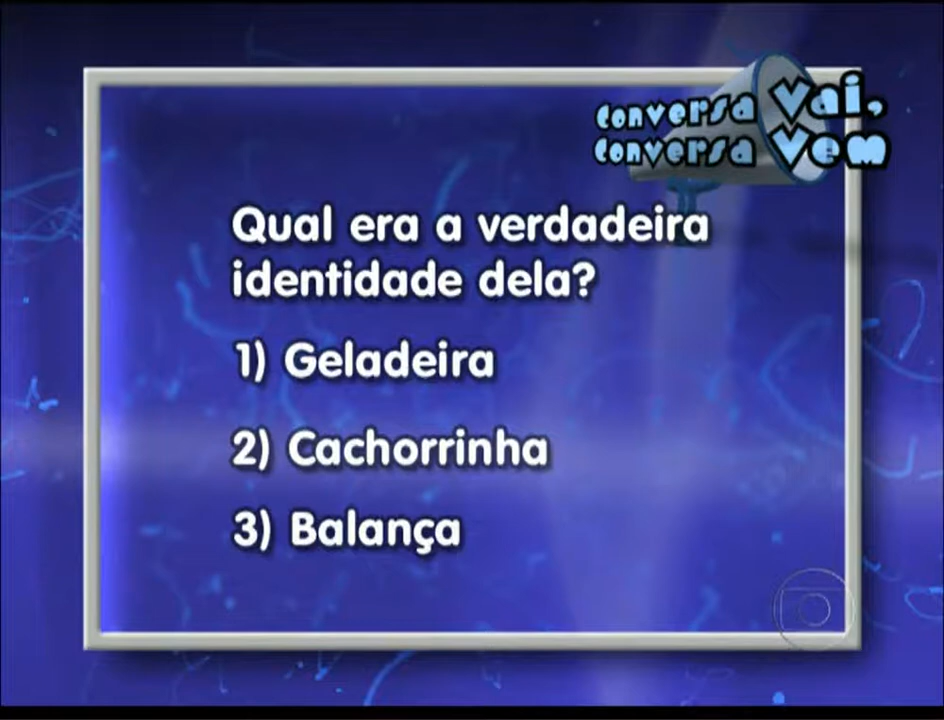 Conversa Vai,
Conversa Vem
Qual era a verdadeira
identidade dela?
1) Geladeira
2) Cachorrinha
3) Balança